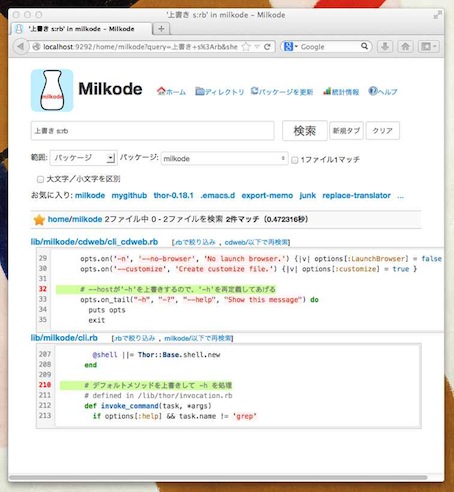 '上書き s:rb' in milkode - Milkode
'上書き s:rb' in milkode - Milkode
localhost:9292/home/milkode?query=上書き+s%3Arb&she
Google
milkode
Milkode
ホーム ディレクトリ パッケージを更新 統計情報 ヘルプ
上書き s:rb 検索 新規タブ クリア
範囲: パッケージ パッケージ: milkode 1ファイル1マッチ
大文字/小文字を区別
お気に入り: milkode mygithub thor-0.18.1 .emacs.d export-memo junk replace-translator ...
home/milkode 2ファイル中 0 - 2ファイルを検索 2件マッチ (0.472316秒)
lib/milkode/cdweb/cli_cdweb.rb [.rbで絞り込み , cdweb/以下で再検索]
29 opts.on('-n', '--no-browser', 'No launch browser.') {|v| options[:LaunchBrowser] = false
30 opts.on('--customize', 'Create customize file.') {|v| options[:customize] = true }
31
32 # --hostが'-h'を上書きするので、'-h'を再定義してあげる
33 opts.on_tail("-h", "-?", "--help", "Show this message") do
34 puts opts
35 exit
lib/milkode/cli.rb [.rbで絞り込み , milkode/以下で再検索]
207 @shell ||= Thor::Base.shell.new
208 end
209
210 # デフォルトメソッドを上書きして -h を処理
211 # defined in /lib/thor/invocation.rb
212 def invoke_command(task, *args)
213 if options[:help] && task.name != 'grep'